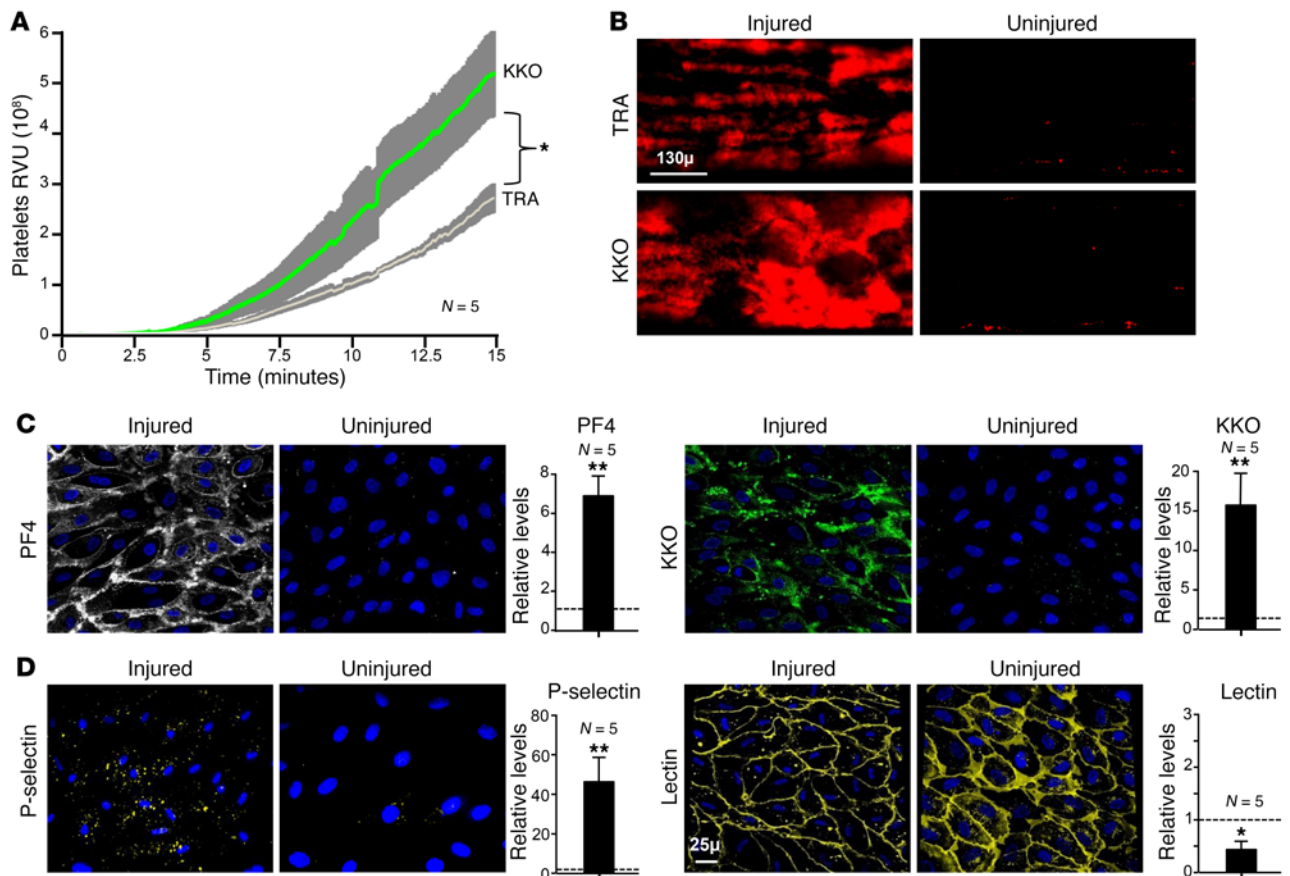 A
6
5
4
3
2
1
0
Platelets RVU (10⁸)
KKO
*
TRA
N = 5
0 2.5 5 7.5 10 12.5 15
Time (minutes)
B
Injured Uninjured
TRA
130µ
KKO
C
Injured Uninjured PF4
N = 5
**
PF4
Relative levels
8
6
4
2
0
Injured Uninjured KKO
N = 5
**
KKO
Relative levels
20
15
10
5
0
D
Injured Uninjured P-selectin
N = 5
**
P-selectin
Relative levels
80
60
40
20
0
Injured Uninjured Lectin
N = 5
*
Lectin
25µ
Relative levels
3
2
1
0